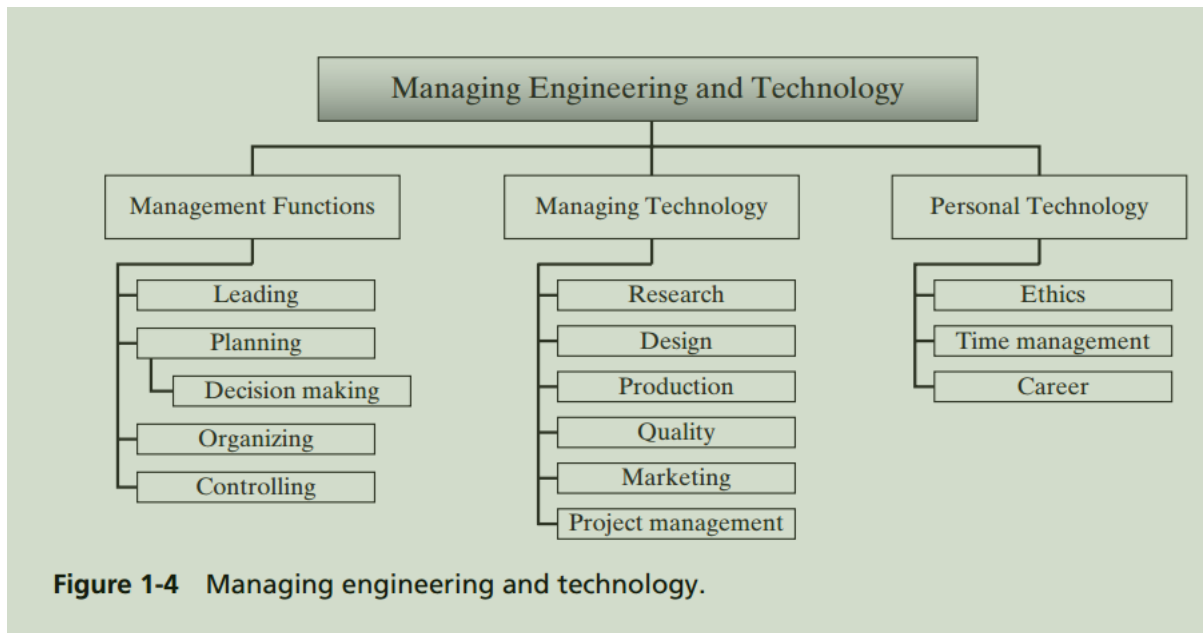 Managing Engineering and Technology
Management Functions
Leading
Planning
Decision making
Organizing
Controlling
Managing Technology
Research
Design
Production
Quality
Marketing
Project management
Personal Technology
Ethics
Time management
Career
Figure 1-4 Managing engineering and technology.